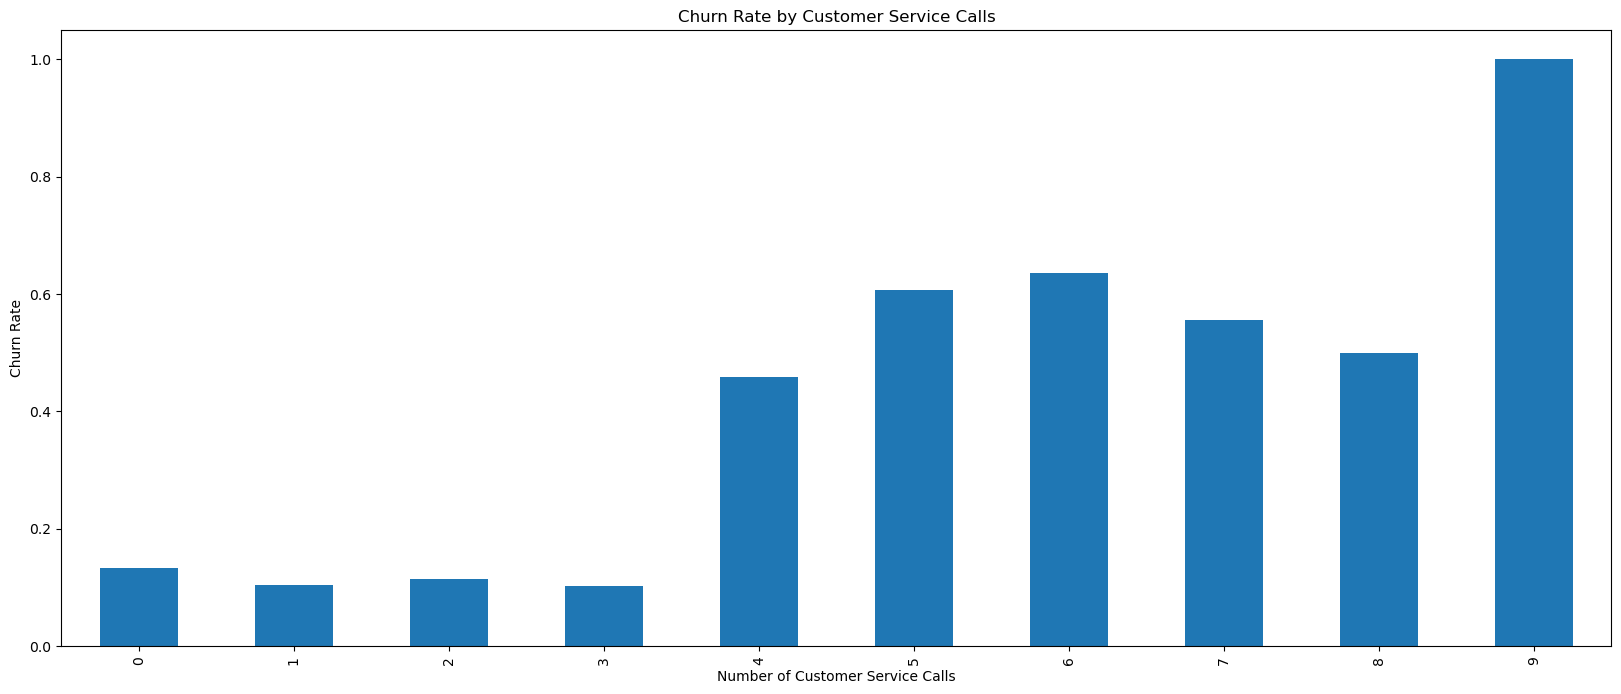 Churn Rate by Customer Service Calls
1.0
0.8
0.6
0.4
0.2
0.0
Churn Rate
0 1 2 3 4 5 6 7 8 9
Number of Customer Service Calls